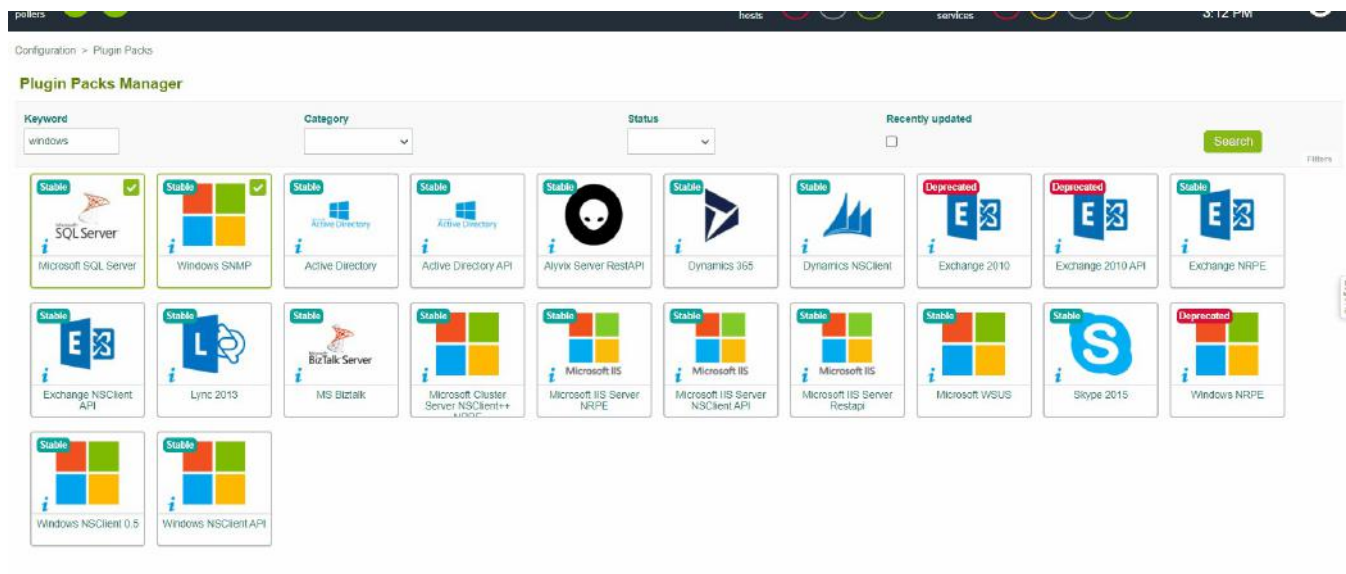 pollers
hosts
services
3:12 PM
Configuration > Plugin Packs
Plugin Packs Manager
Keyword
Category
Status
Recently updated
windows
Search
Filters
Stable
Microsoft
SQL Server
Microsoft SQL Server
Stable
Windows SNMP
Stable
Active Directory
Active Directory
Stable
Active Directory
Active Directory API
Stable
Alyvix Server RestAPI
Stable
Dynamics 365
Stable
Dynamics NSClient
Deprecated
E
Exchange 2010
Deprecated
E
Exchange 2010 API
Stable
E
Exchange NRPE
Stable
E
Exchange NSClient
API
Stable
L
Lync 2013
Stable
Microsoft
BizTalk Server
MS Biztalk
Stable
Microsoft Cluster
Server NSClient++
NRPE
Stable
Microsoft IIS
Microsoft IIS Server
NRPE
Stable
Microsoft IIS
Microsoft IIS Server
NSClient API
Stable
Microsoft IIS
Microsoft IIS Server
Restapi
Stable
Microsoft WSUS
Stable
S
Skype 2015
Deprecated
Windows NRPE
Stable
Windows NSClient 0.5
Stable
Windows NSClient API